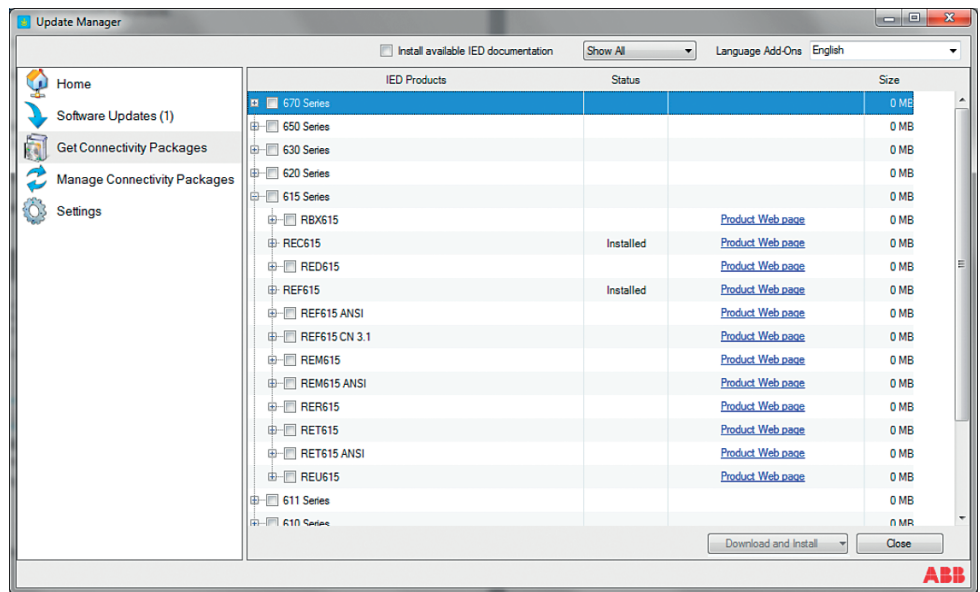 Update Manager
Install available IED documentation Show All Language Add-Ons English
Home
Software Updates (1)
Get Connectivity Packages
Manage Connectivity Packages
Settings
IED Products Status Size
670 Series 0 MB
650 Series 0 MB
630 Series 0 MB
620 Series 0 MB
615 Series 0 MB
RBX615 Product Web page 0 MB
REC615 Installed Product Web page 0 MB
RED615 Product Web page 0 MB
REF615 Installed Product Web page 0 MB
REF615 ANSI Product Web page 0 MB
REF615 CN 3.1 Product Web page 0 MB
REM615 Product Web page 0 MB
REM615 ANSI Product Web page 0 MB
RER615 Product Web page 0 MB
RET615 Product Web page 0 MB
RET615 ANSI Product Web page 0 MB
REU615 Product Web page 0 MB
611 Series 0 MB
610 Series 0 MB
Download and Install Close
ABB